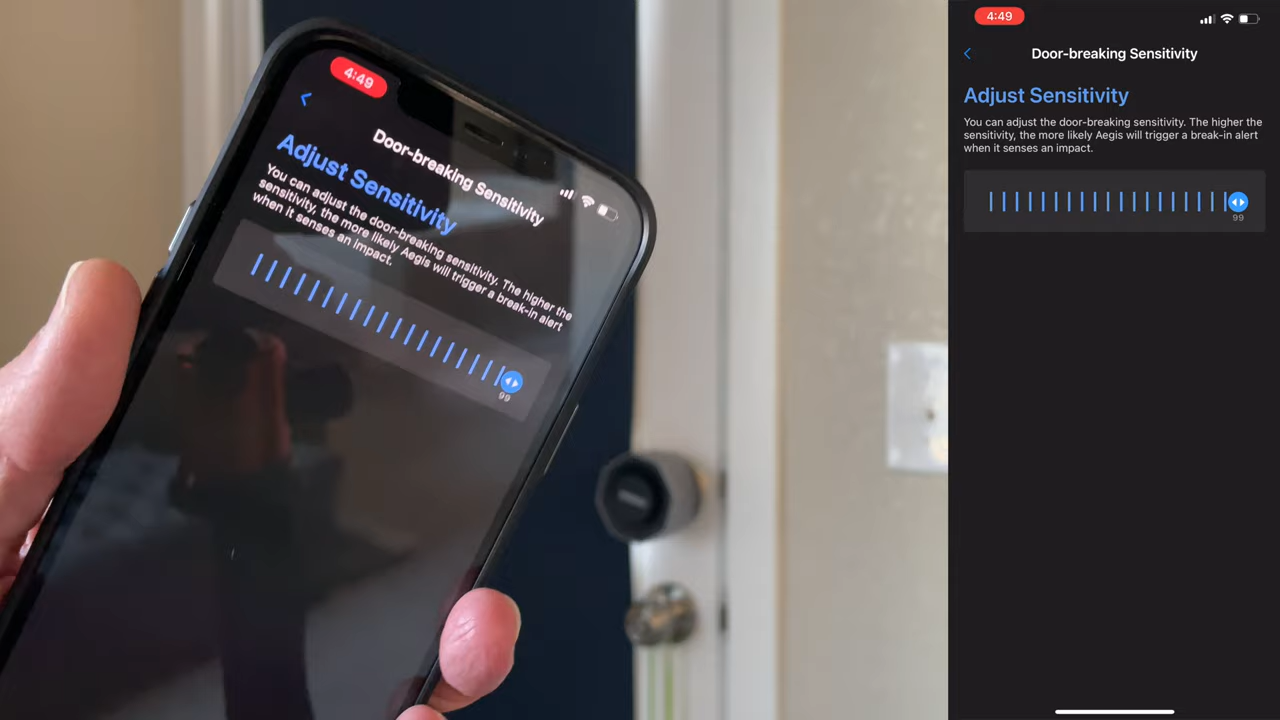 4:49
Door-breaking Sensitivity
Adjust Sensitivity
You can adjust the door-breaking sensitivity. The higher the
sensitivity, the more likely Aegis will trigger a break-in alert
when it senses an impact.
99
4:49
Door-breaking Sensitivity
Adjust Sensitivity
You can adjust the door-breaking sensitivity. The higher the
sensitivity, the more likely Aegis will trigger a break-in alert
when it senses an impact.
99